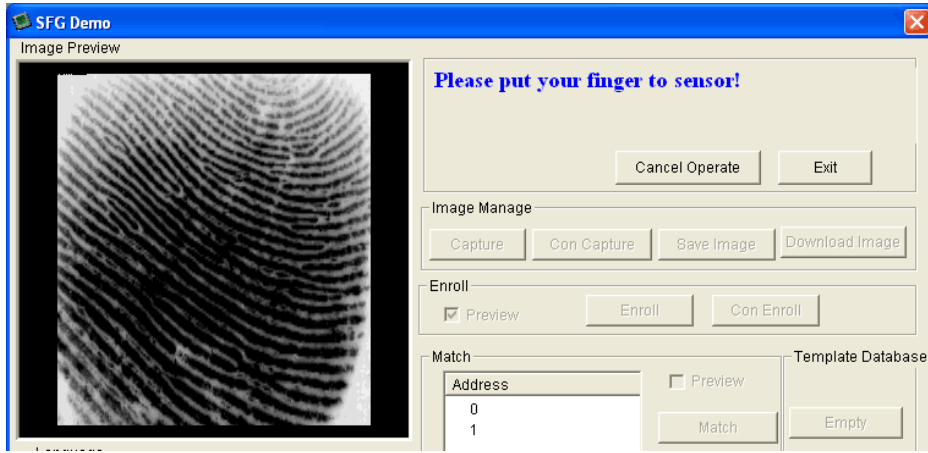 SFG Demo
Image Preview
Please put your finger to sensor!
Cancel Operate
Exit
Image Manage
Capture
Con Capture
Save Image
Download Image
Enroll
Preview
Enroll
Con Enroll
Match
Template Database
Address
0
1
Preview
Match
Empty
Language